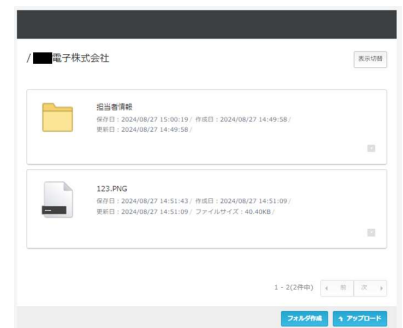 / 電子株式会社
表示切替
担当者情報
保存日 : 2024/08/27 15:00:19 / 作成日 : 2024/08/27 14:49:58 /
更新日 : 2024/08/27 14:49:58 /
123.PNG
保存日 : 2024/08/27 14:51:43 / 作成日 : 2024/08/27 14:51:09 /
更新日 : 2024/08/27 14:51:09 / ファイルサイズ : 40.40KB /
1 - 2(2件中)
前
次
フォルダ作成
アップロード